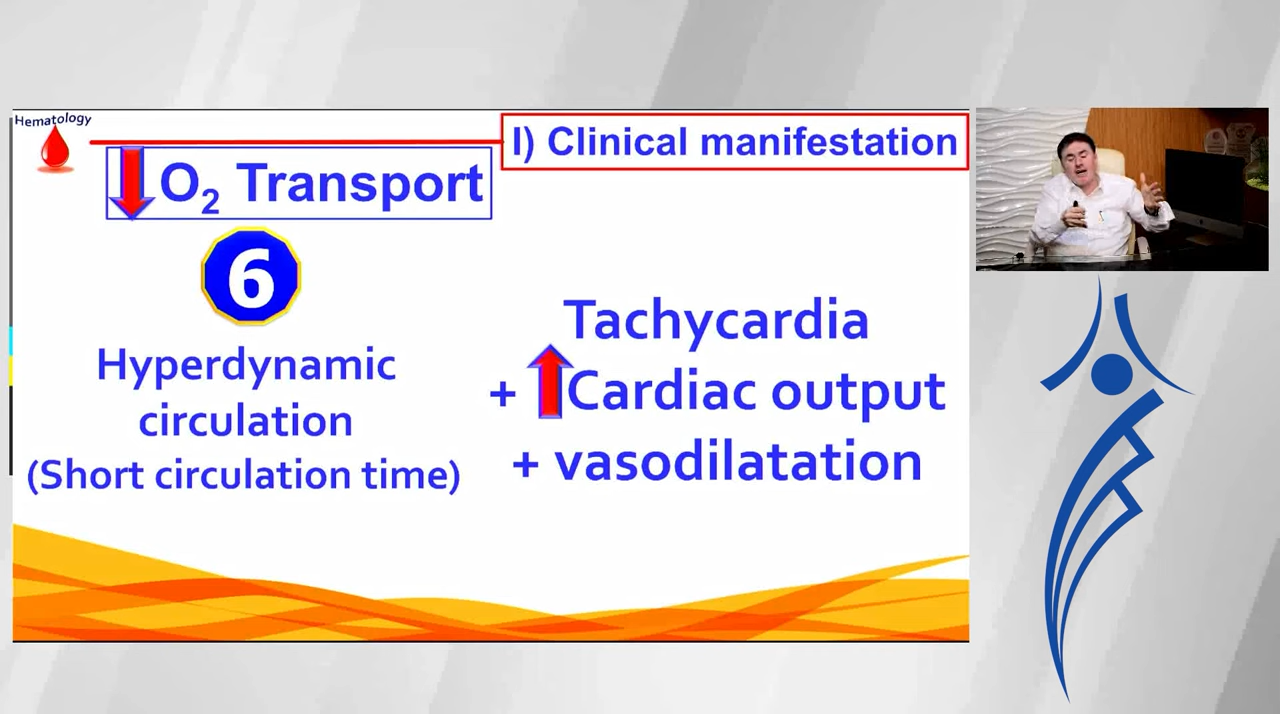 Hematology
I) Clinical manifestation
O₂ Transport
6
Hyperdynamic
circulation
(Short circulation time)
Tachycardia
+ Cardiac output
+ vasodilatation